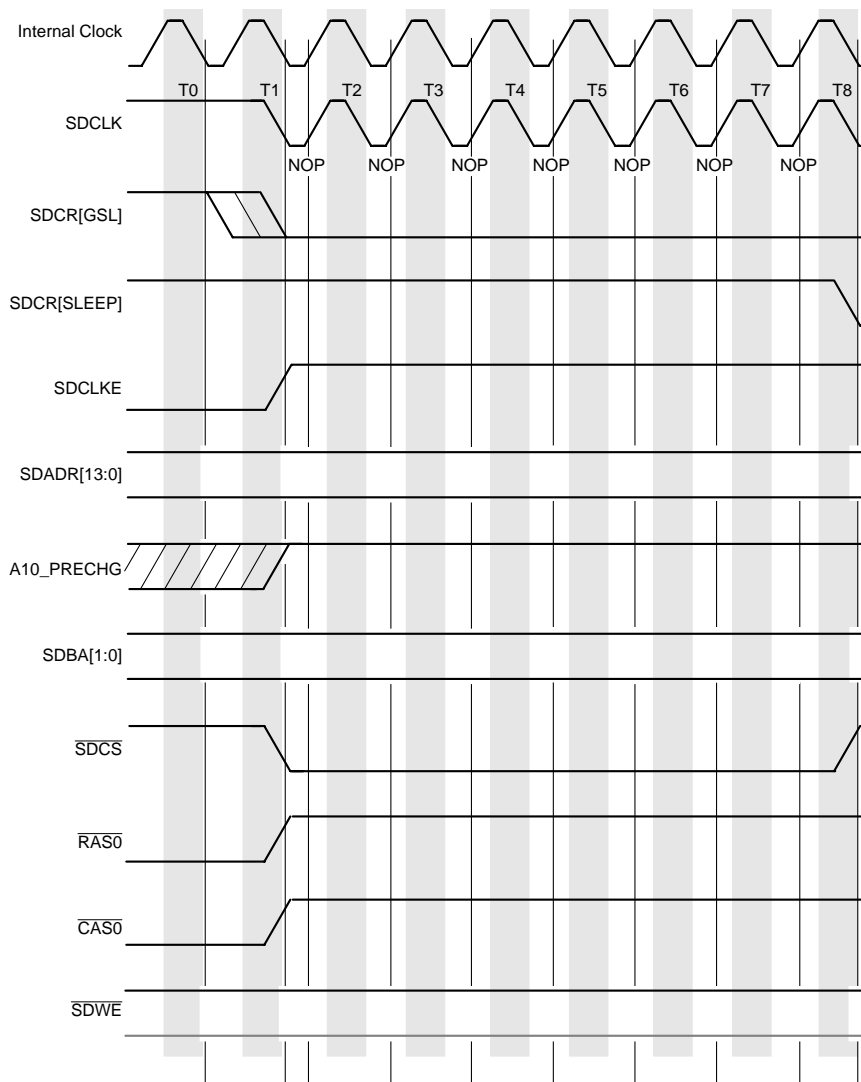 Internal Clock
T0 T1 T2 T3 T4 T5 T6 T7 T8
SDCLK
NOP NOP NOP NOP NOP NOP NOP
SDCR[GSL]
SDCR[SLEEP]
SDCLKE
SDADR[13:0]
A10_PRECHG
SDBA[1:0]
SDCS
RAS0
CAS0
SDWE